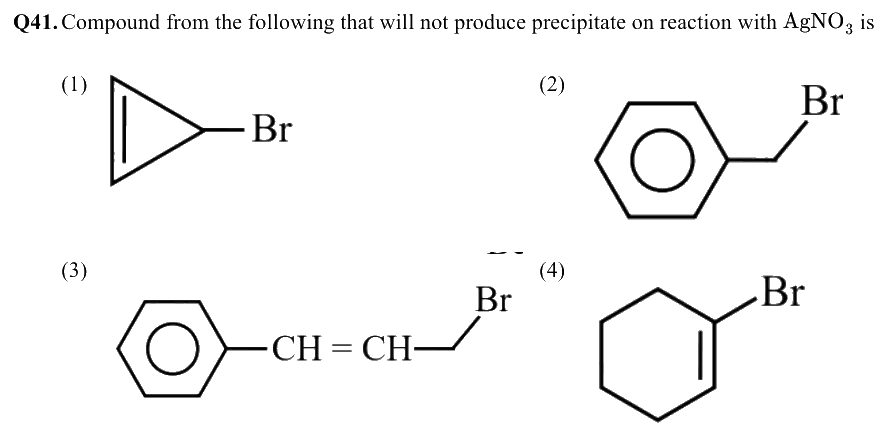 Q41. Compound from the following that will not produce precipitate on reaction with AgNO₃ is
(1)
Br
(2)
Br
(3)
CH = CH
Br
(4)
Br